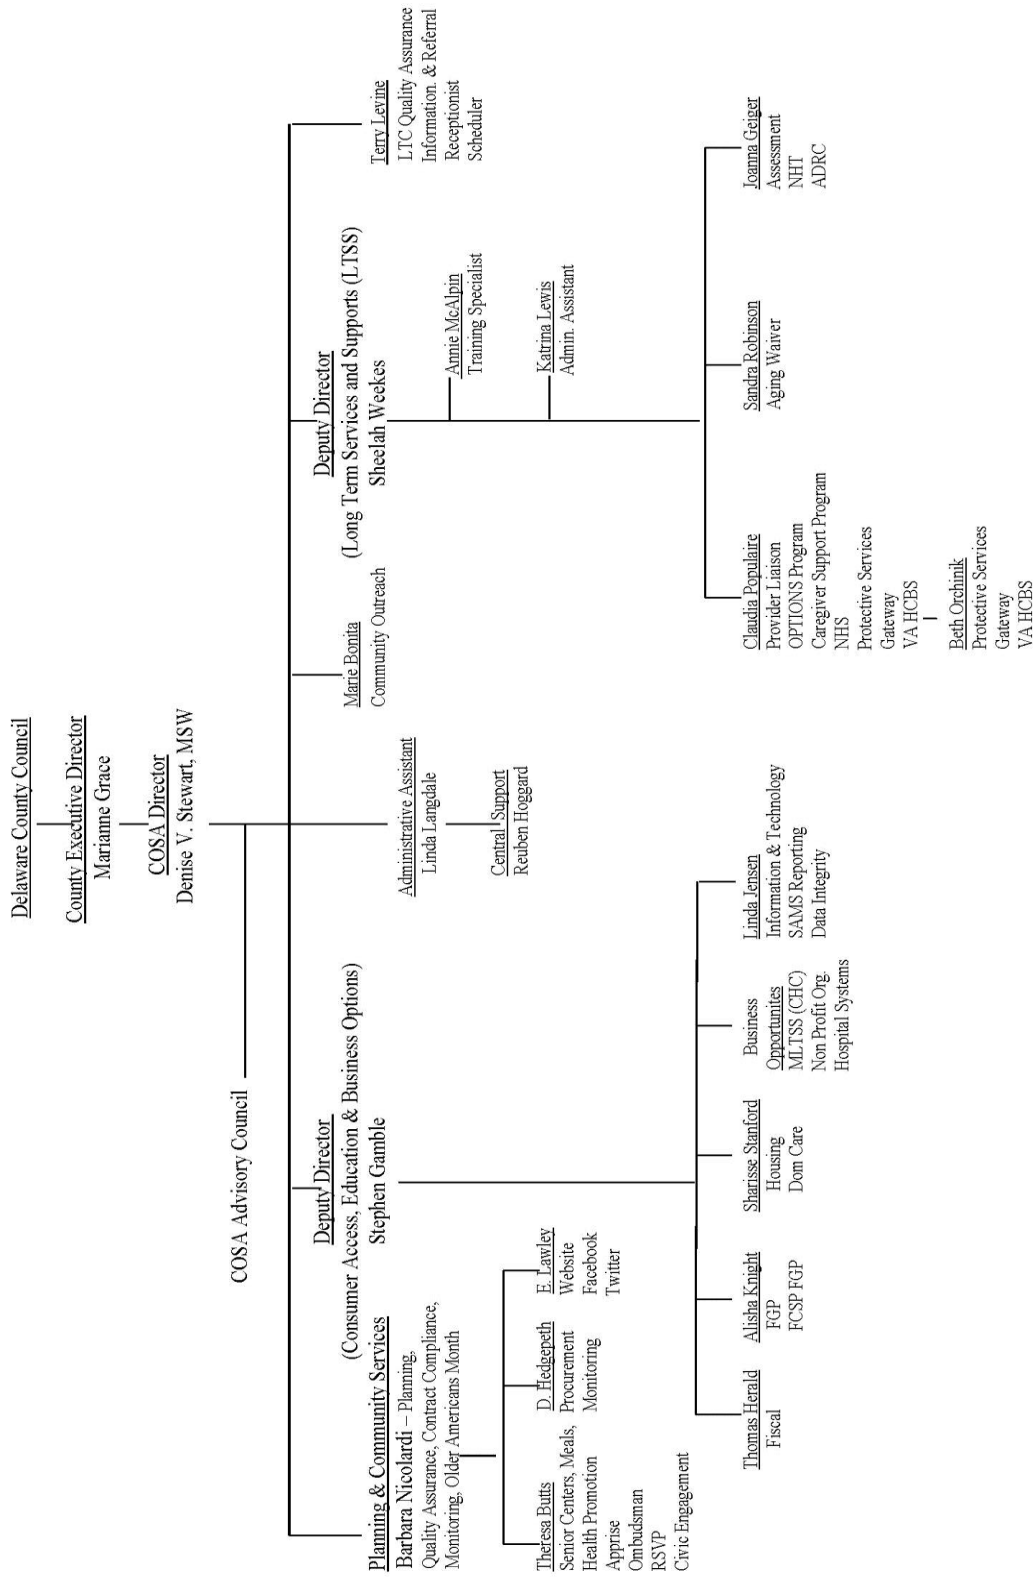 Delaware County Council
County Executive Director
Marianne Grace
COSA Director
Denise V. Stewart, MSW
COSA Advisory Council
Planning & Community Services
Barbara Nicolardi – Planning,
Quality Assurance, Contract Compliance,
Monitoring, Older Americans Month
Theresa Butts
Senior Centers, Meals,
Health Promotion
Apprise
Ombudsman
RSVP
Civic Engagement
D. Hedgepeth
Procurement
Monitoring
E. Lawley
Website
Facebook
Twitter
Deputy Director
(Consumer Access, Education & Business Options)
Stephen Gamble
Thomas Herald
Fiscal
Alisha Knight
FGP
FCSP FGP
Sharisse Stanford
Housing
Dom Care
Business
Opportunites
MLTSS (CHC)
Non Profit Org.
Hospital Systems
Linda Jensen
Information & Technology
SAMS Reporting
Data Integrity
Administrative Assistant
Linda Langdale
Central Support
Reuben Hoggard
Marie Bonita
Community Outreach
Deputy Director
(Long Term Services and Supports (LTSS)
Sheelah Weekes
Annie McAlpin
Training Specialist
Katrina Lewis
Admin. Assistant
Claudia Populaire
Provider Liaison
OPTIONS Program
Caregiver Support Program
NHS
Protective Services
Gateway
VA HCBS
Beth Orchinik
Protective Services
Gateway
VA HCBS
Sandra Robinson
Aging Waiver
Joanna Geiger
Assessment
NHT
ADRC
Terry Levine
LTC Quality Assurance
Information. & Referral
Receptionist
Scheduler